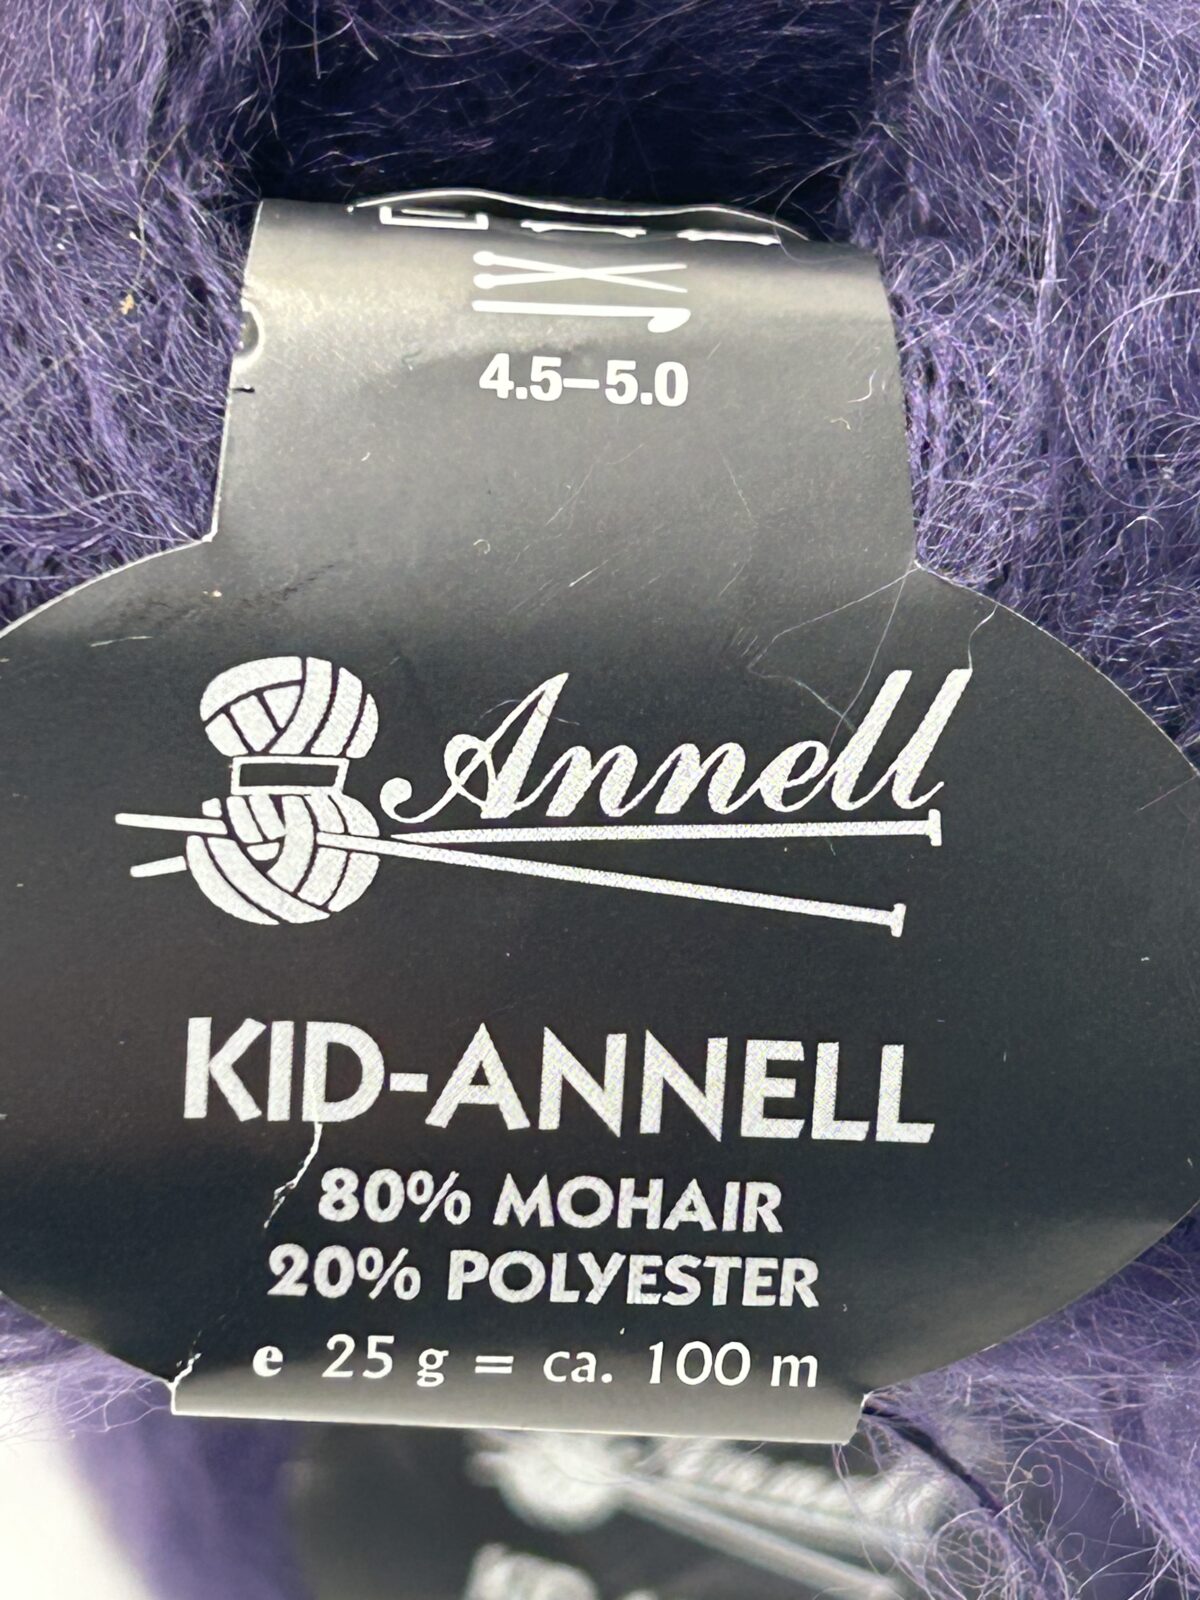 4.5–5.0
Annell
KID-ANNELL
80% MOHAIR
20% POLYESTER
e 25 g = ca. 100 m